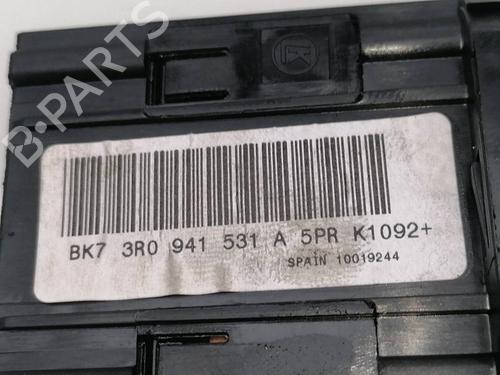 B-PARTS
BK7 3R0 941 531 A 5PR K1092+
SPAIN 10019244